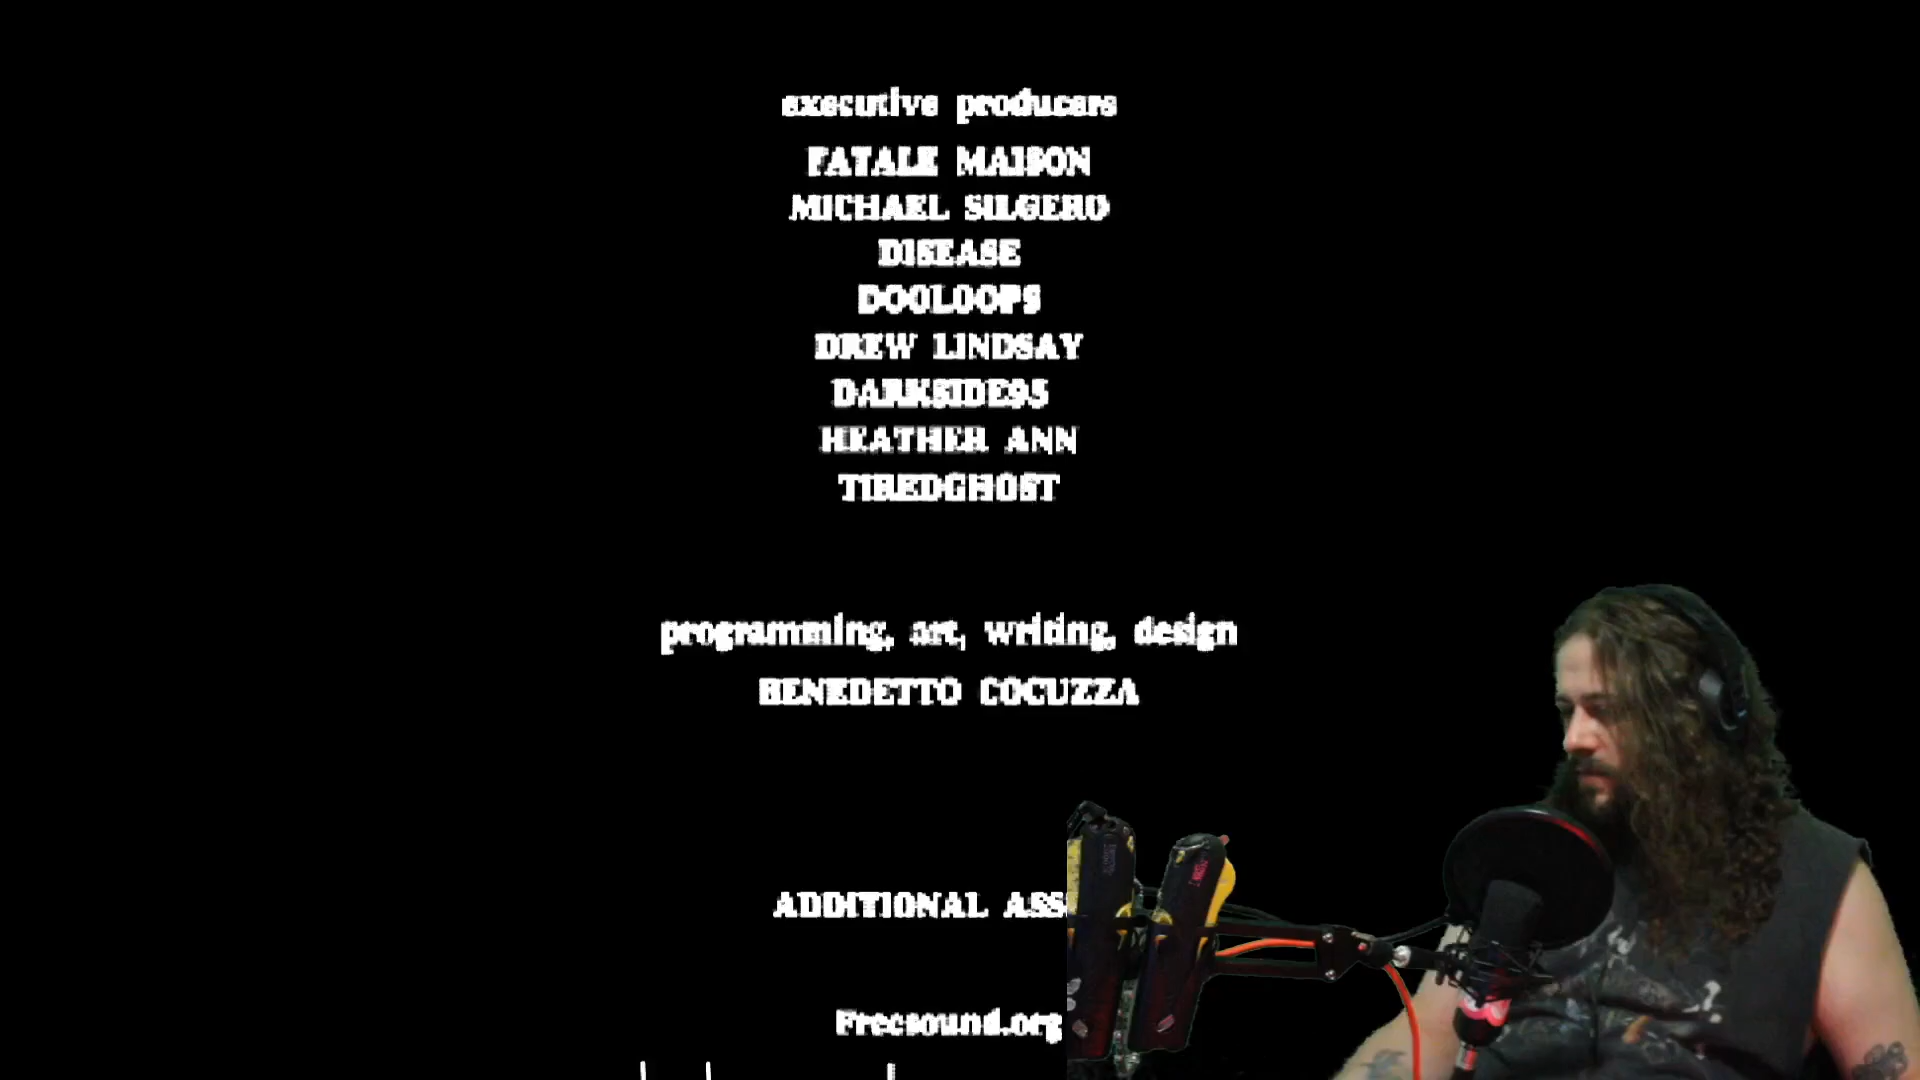 executive producers
FATALE MAISON
MICHAEL SILGERO
DISEASE
DOOLOOPS
DREW LINDSAY
DARKSIDE95
HEATHER ANN
TIREDGHOST
programming, art, writing, design
BENEDETTO COCUZZA
ADDITIONAL
Freesound.org